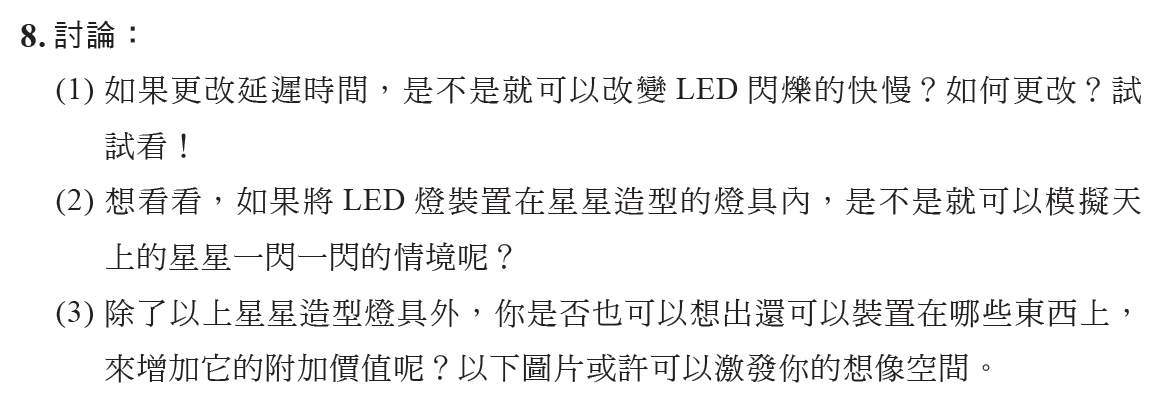 8. 討論：
(1) 如果更改延遲時間，是不是就可以改變 LED 閃爍的快慢？如何更改？試
試看！
(2) 想看看，如果將 LED 燈裝置在星星造型的燈具內，是不是就可以模擬天
上的星星一閃一閃的情境呢？
(3) 除了以上星星造型燈具外，你是否也可以想出還可以裝置在哪些東西上，
來增加它的附加價值呢？以下圖片或許可以激發你的想像空間。